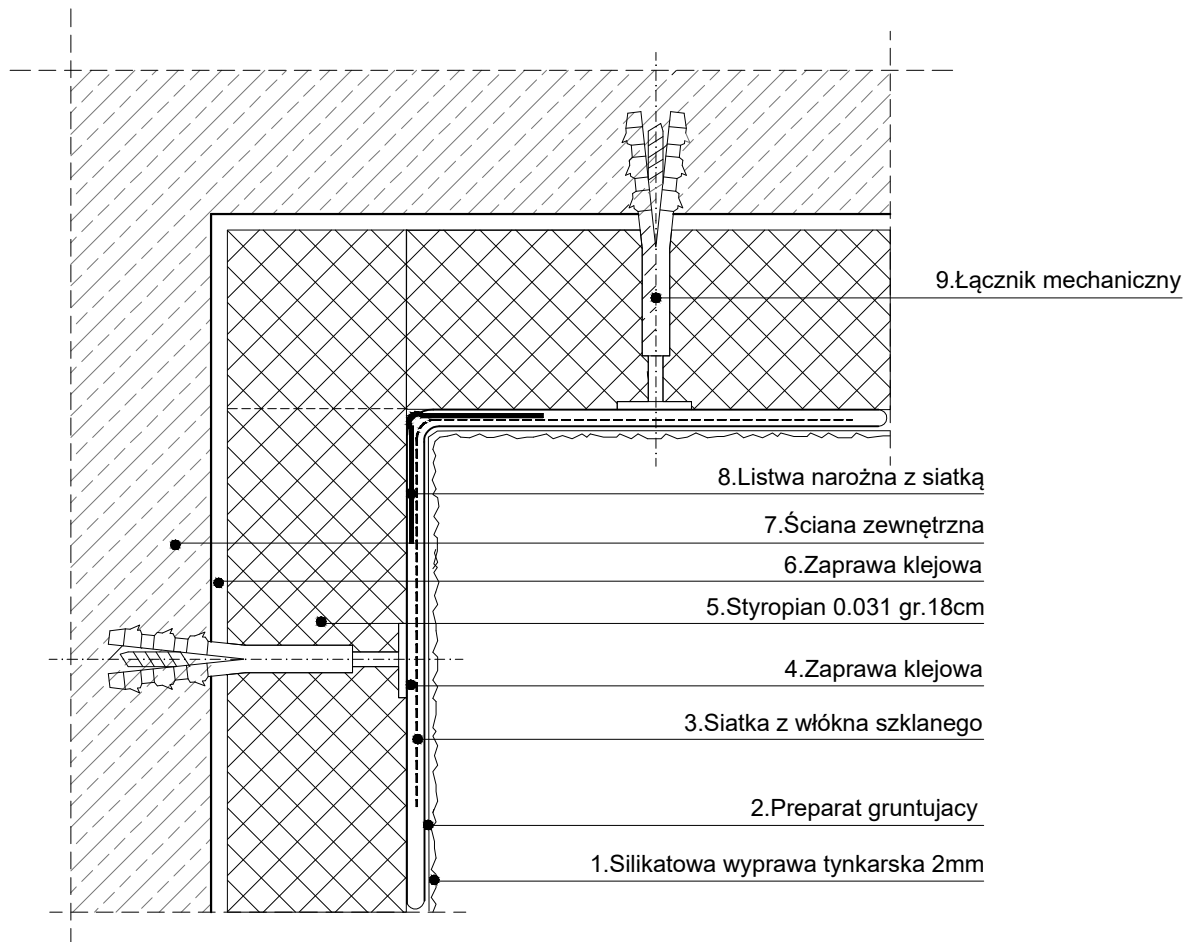 9.Łącznik mechaniczny
8.Listwa narożna z siatką
7.Ściana zewnętrzna
6.Zaprawa klejowa
5.Styropian 0.031 gr.18cm
4.Zaprawa klejowa
3.Siatka z włókna szklanego
2.Preparat gruntujacy
1.Silikatowa wyprawa tynkarska 2mm